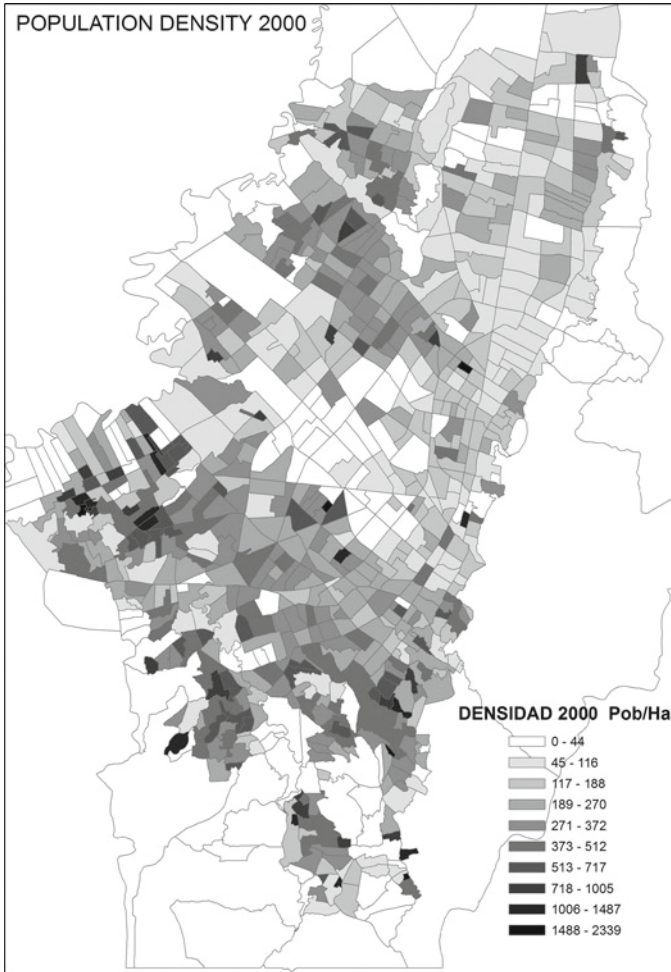 POPULATION DENSITY 2000
DENSIDAD 2000 Pob/Ha
0 - 44
45 - 116
117 - 188
189 - 270
271 - 372
373 - 512
513 - 717
718 - 1005
1006 - 1487
1488 - 2339